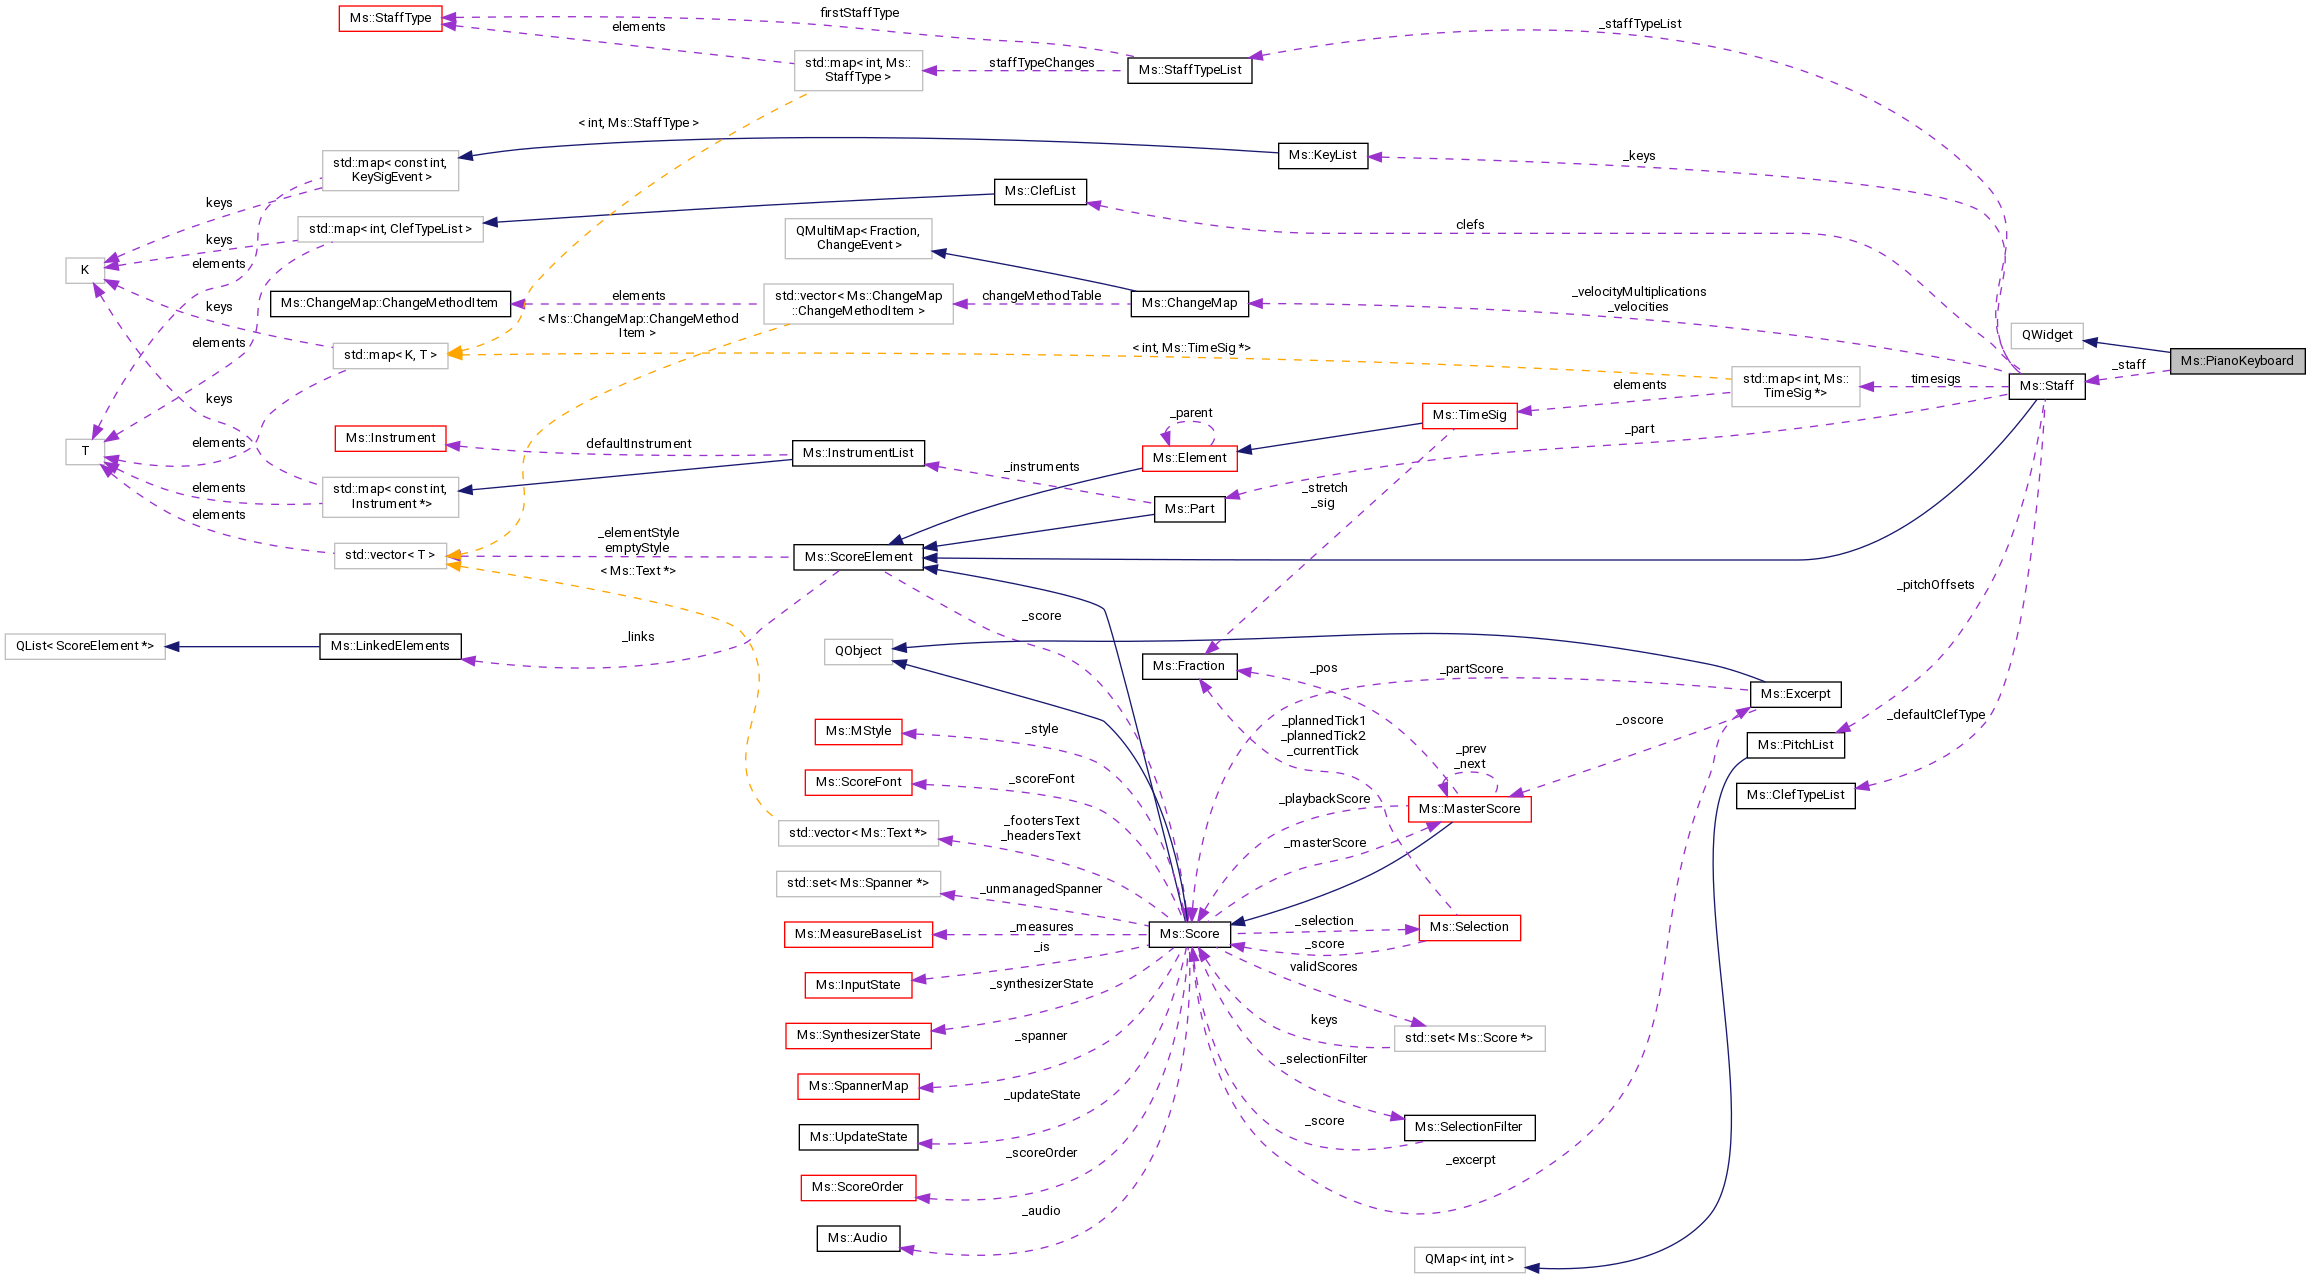 firstStaffType
Ms::StaffType
_staffTypeList
elements
std::map< int, Ms::
StaffType >
staffTypeChanges
Ms::StaffTypeList
< int, Ms::StaffType >
std::map< const int,
KeySigEvent >
Ms::KeyList
_keys
keys
Ms::ClefList
std::map< int, ClefTypeList >
clefs
QMultiMap< Fraction,
ChangeEvent >
keys
elements
K
Ms::ChangeMap::ChangeMethodItem
elements
std::vector< Ms::ChangeMap
::ChangeMethodItem >
changeMethodTable
Ms::ChangeMap
_velocityMultiplications
_velocities
keys
< Ms::ChangeMap::ChangeMethod
Item >
QWidget
elements
std::map< K, T >
< int, Ms::TimeSig *>
Ms::PianoKeyboard
_staff
std::map< int, Ms::
TimeSig *>
timesigs
Ms::Staff
keys
elements
Ms::TimeSig
_parent
_part
Ms::Instrument
defaultInstrument
elements
T
Ms::InstrumentList
Ms::Element
_instruments
elements
std::map< const int,
Instrument *>
Ms::Part
_stretch
_sig
elements
std::vector< T >
_elementStyle
emptyStyle
Ms::ScoreElement
< Ms::Text *>
_pitchOffsets
_score
_links
QList< ScoreElement *>
Ms::LinkedElements
QObject
Ms::Fraction
_pos
_partScore
Ms::Excerpt
_style
Ms::MStyle
_plannedTick1
_plannedTick2
_currentTick
_oscore
_defaultClefType
Ms::PitchList
_prev
_next
_scoreFont
Ms::ScoreFont
Ms::ClefTypeList
_playbackScore
Ms::MasterScore
_footersText
_headersText
std::vector< Ms::Text *>
_masterScore
std::set< Ms::Spanner *>
_unmanagedSpanner
Ms::MeasureBaseList
_measures
Ms::Score
_selection
Ms::Selection
_is
_score
Ms::InputState
_synthesizerState
validScores
Ms::SynthesizerState
_spanner
keys
std::set< Ms::Score *>
_selectionFilter
Ms::SpannerMap
_updateState
Ms::UpdateState
_score
Ms::SelectionFilter
_scoreOrder
_excerpt
Ms::ScoreOrder
_audio
Ms::Audio
QMap< int, int >